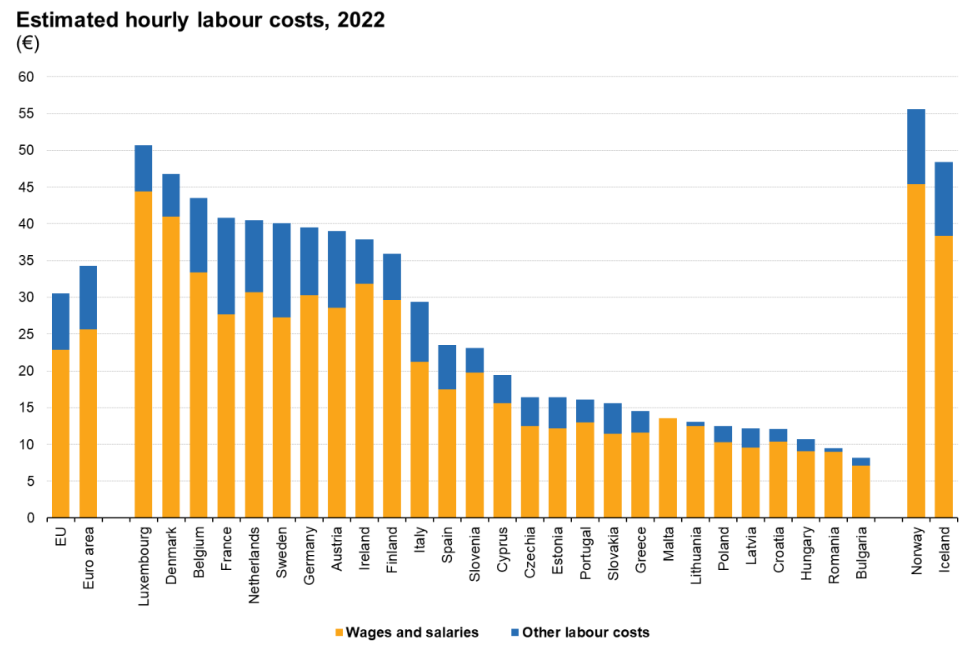 Estimated hourly labour costs, 2022
(€)
60
55
50
45
40
35
30
25
20
15
10
5
0
EU
Euro area
Luxembourg
Denmark
Belgium
France
Netherlands
Sweden
Germany
Austria
Ireland
Finland
Italy
Spain
Slovenia
Cyprus
Czechia
Estonia
Portugal
Slovakia
Greece
Malta
Lithuania
Poland
Latvia
Croatia
Hungary
Romania
Bulgaria
Norway
Iceland
Wages and salaries
Other labour costs